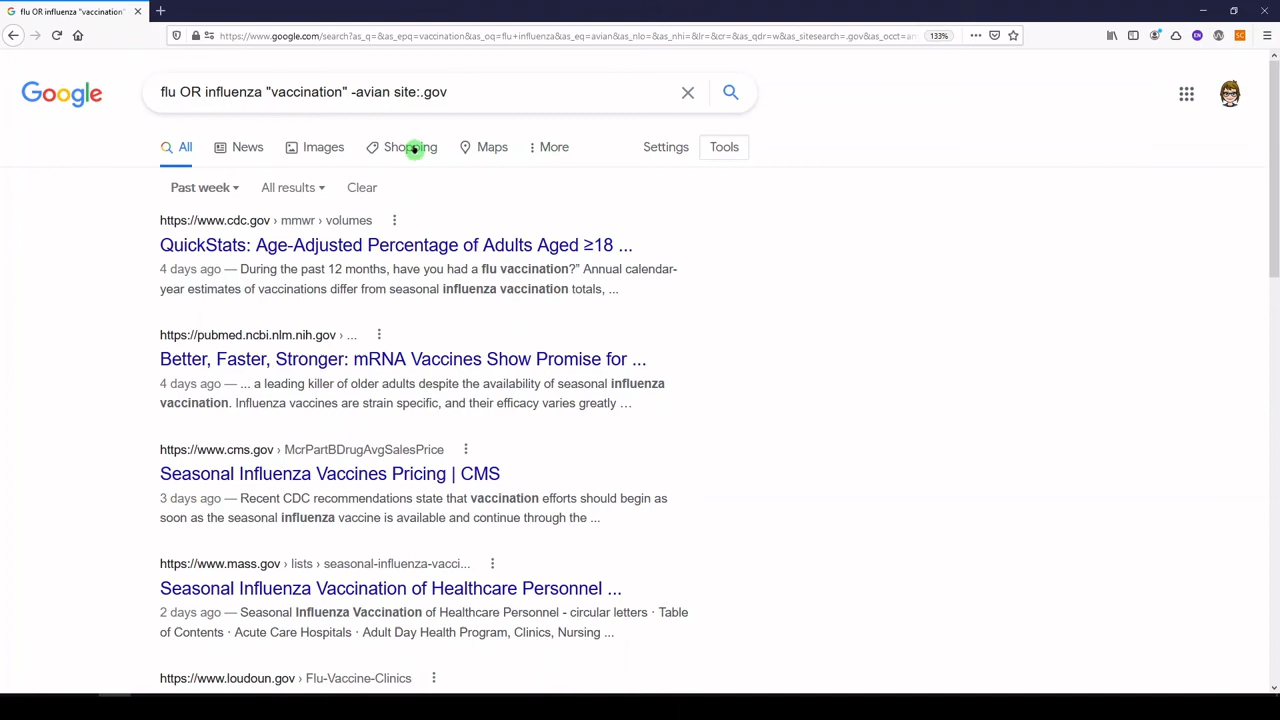 flu OR influenza "vaccination"
https://www.google.com/search?as_q=&as_epq=vaccination&as_oq=flu+influenza&as_eq=avian&as_nlo=&as_nhi=&lr=&cr=&as_qdr=w&as_sitesearch=.gov&as_occt=
133%
Google
flu OR influenza "vaccination" -avian site:.gov
All News Images Shopping Maps More Settings Tools
Past week All results Clear
https://www.cdc.gov › mmwr › volumes
QuickStats: Age-Adjusted Percentage of Adults Aged ≥18 ...
4 days ago — During the past 12 months, have you had a flu vaccination?” Annual calendar-
year estimates of vaccinations differ from seasonal influenza vaccination totals, ...
https://pubmed.ncbi.nlm.nih.gov › ...
Better, Faster, Stronger: mRNA Vaccines Show Promise for ...
4 days ago — ... a leading killer of older adults despite the availability of seasonal influenza
vaccination. Influenza vaccines are strain specific, and their efficacy varies greatly …
https://www.cms.gov › McrPartBDrugAvgSalesPrice
Seasonal Influenza Vaccines Pricing | CMS
3 days ago — Recent CDC recommendations state that vaccination efforts should begin as
soon as the seasonal influenza vaccine is available and continue through the ...
https://www.mass.gov › lists › seasonal-influenza-vacci...
Seasonal Influenza Vaccination of Healthcare Personnel ...
2 days ago — Seasonal Influenza Vaccination of Healthcare Personnel - circular letters · Table
of Contents · Acute Care Hospitals · Adult Day Health Program, Clinics, Nursing ...
https://www.loudoun.gov › Flu-Vaccine-Clinics